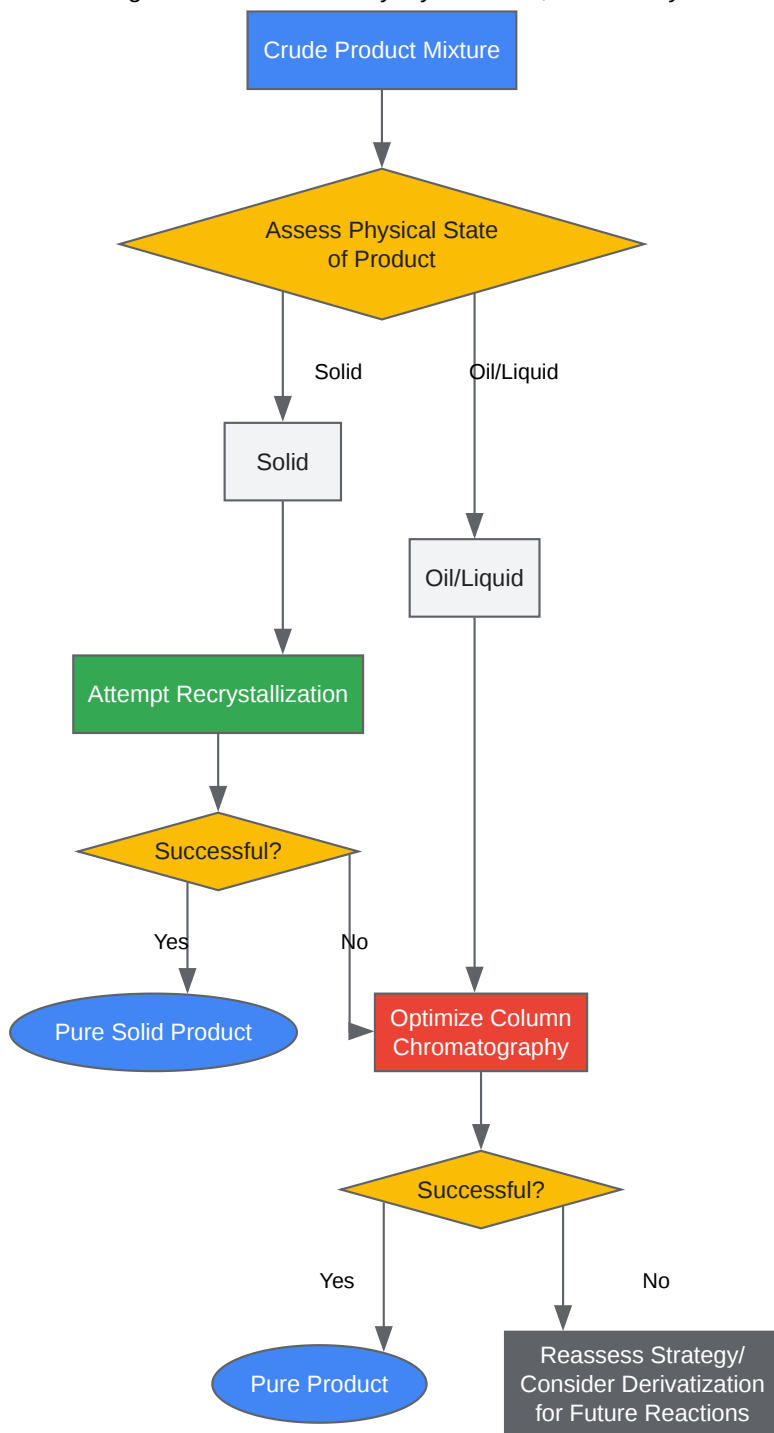 Crude Product Mixture
Assess Physical State
of Product
Solid
Oil/Liquid
Solid
Oil/Liquid
Attempt Recrystallization
Successful?
Yes
No
Pure Solid Product
Optimize Column
Chromatography
Successful?
Yes
No
Pure Product
Reassess Strategy/
Consider Derivatization
for Future Reactions